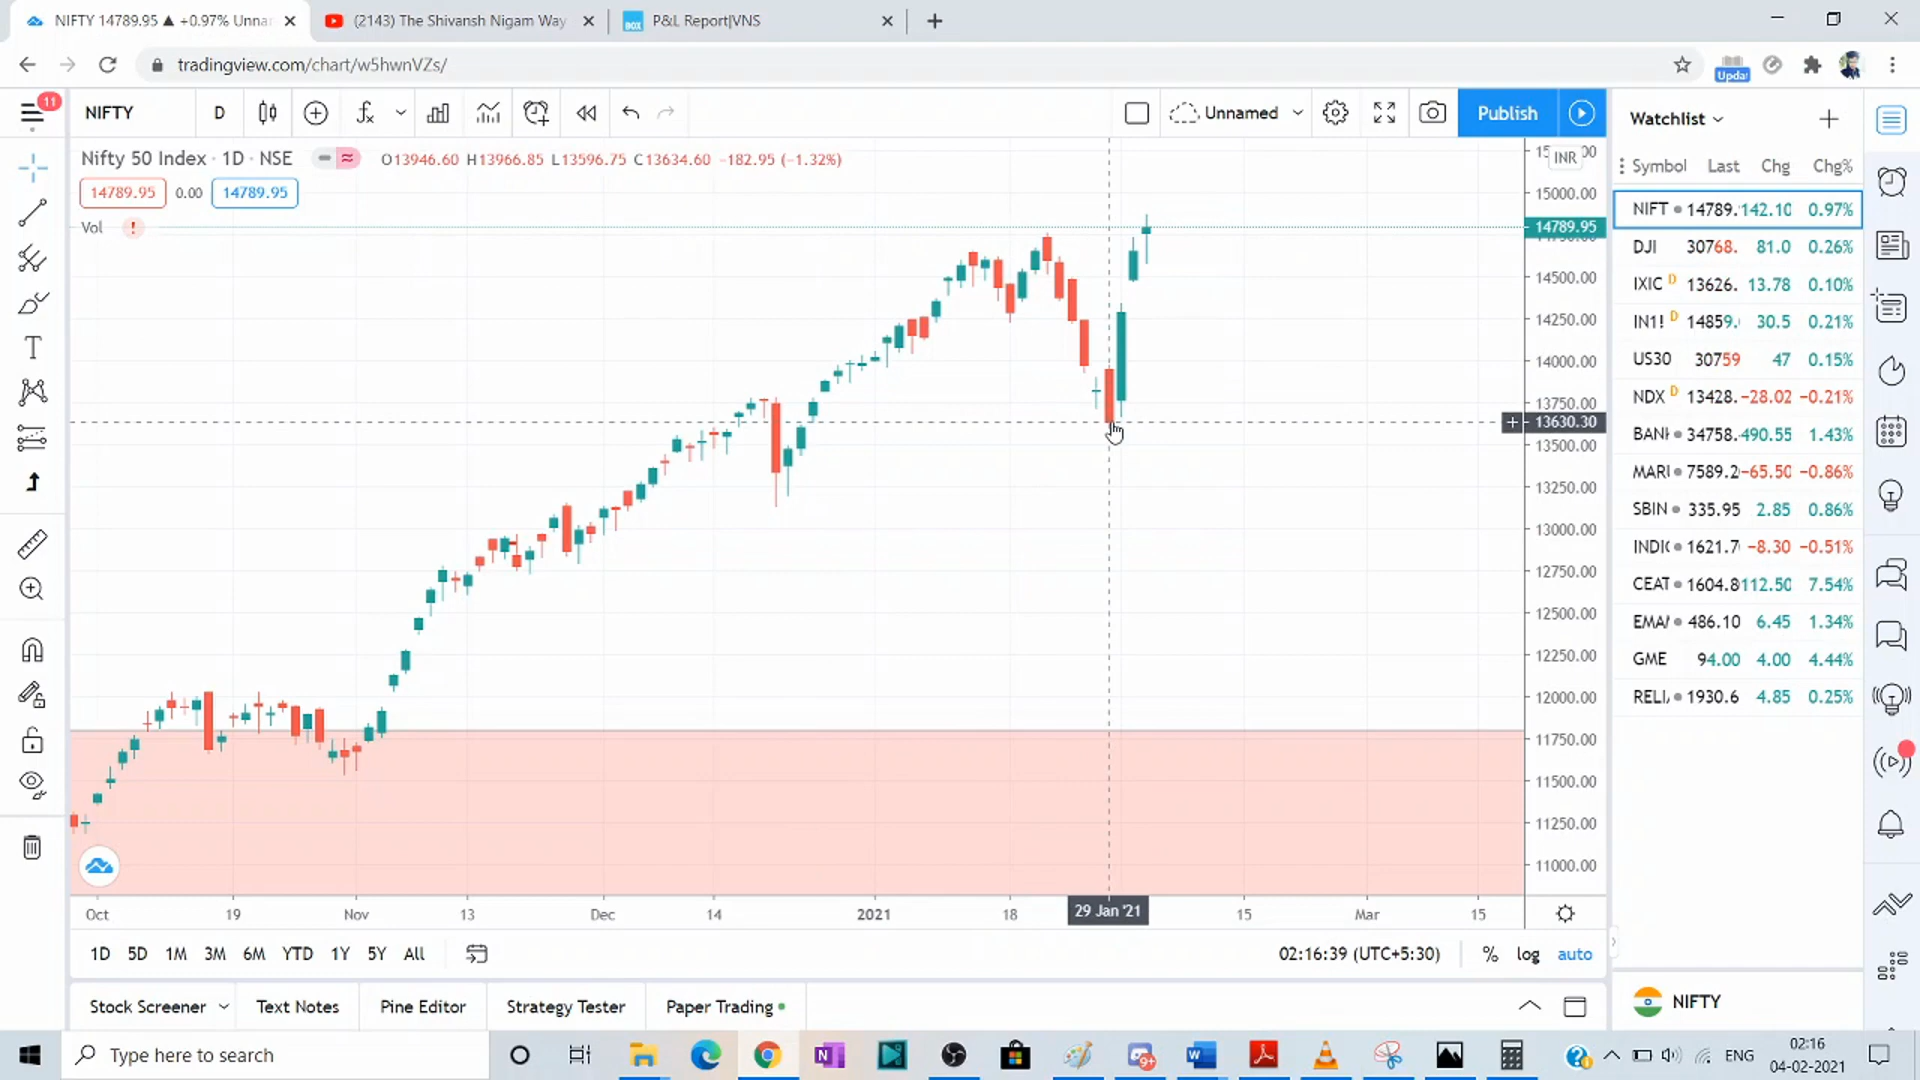 NIFTY 14789.95 ▲ +0.97% Unnar
(2143) The Shivansh Nigam Way
P&L Report|VNS
tradingview.com/chart/w5hwnVZs/
Updat
11
NIFTY
D
Unnamed
Publish
Watchlist
Nifty 50 Index · 1D · NSE
O13946.60 H13966.85 L13596.75 C13634.60 −182.95 (−1.32%)
INR
14789.95 0.00 14789.95
Vol
15000.00
14789.95
14500.00
14250.00
14000.00
13750.00
13630.30
13500.00
13250.00
13000.00
12750.00
12500.00
12250.00
12000.00
11750.00
11500.00
11250.00
11000.00
Symbol Last Chg Chg%
NIFT 14789. 142.10 0.97%
DJI 30768. 81.0 0.26%
IXIC D 13626. 13.78 0.10%
IN1! D 14859. 30.5 0.21%
US30 30759 47 0.15%
NDX D 13428. −28.02 −0.21%
BANI 34758. 490.55 1.43%
MARI 7589.2 −65.50 −0.86%
SBIN 335.95 2.85 0.86%
INDI 1621.7 −8.30 −0.51%
CEAT 1604.8 112.50 7.54%
EMAI 486.10 6.45 1.34%
GME 94.00 4.00 4.44%
RELI 1930.6 4.85 0.25%
Oct 19 Nov 13 Dec 14 2021 18 29 Jan '21 15 Mar 15
1D 5D 1M 3M 6M YTD 1Y 5Y All
02:16:39 (UTC+5:30) % log auto
Stock Screener Text Notes Pine Editor Strategy Tester Paper Trading
NIFTY
Type here to search
9+
ENG
02:16
04-02-2021